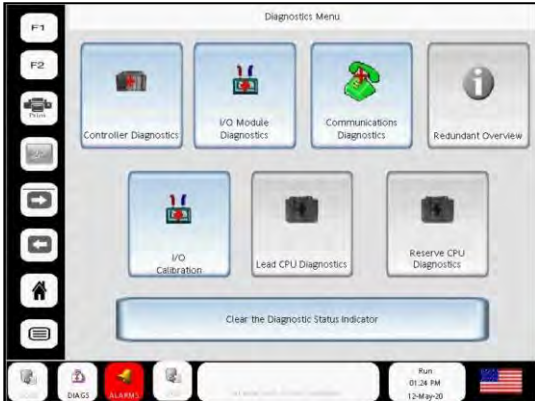 Diagnostics Menu
F1
F2
Print
Controller Diagnostics
I/O Module
Diagnostics
Communications
Diagnostics
Redundant Overview
I/O
Calibration
Lead CPU Diagnostics
Reserve CPU
Diagnostics
Clear the Diagnostic Status Indicator
DIAGS
ALARMS
Run
01:24 PM
12-May-20